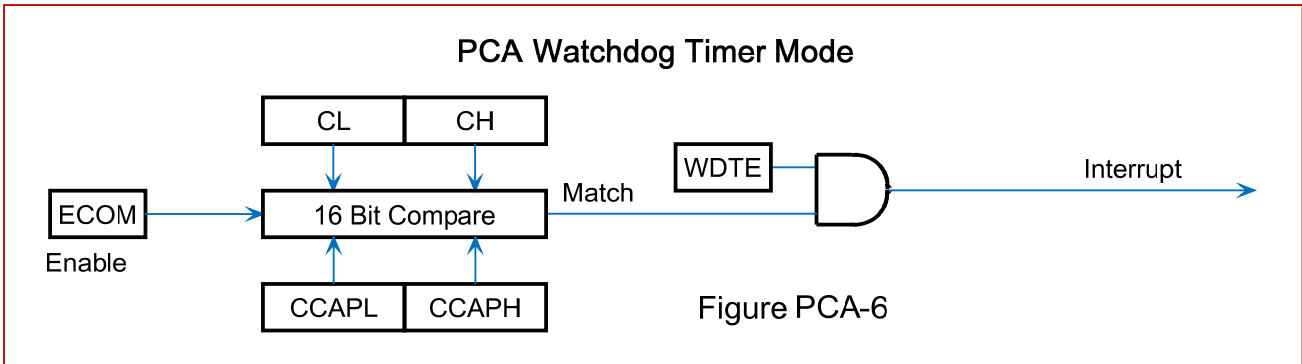 PCA Watchdog Timer Mode
CL CH
WDTE
Interrupt
Match
ECOM
16 Bit Compare
Enable
CCAPL CCAPH
Figure PCA-6